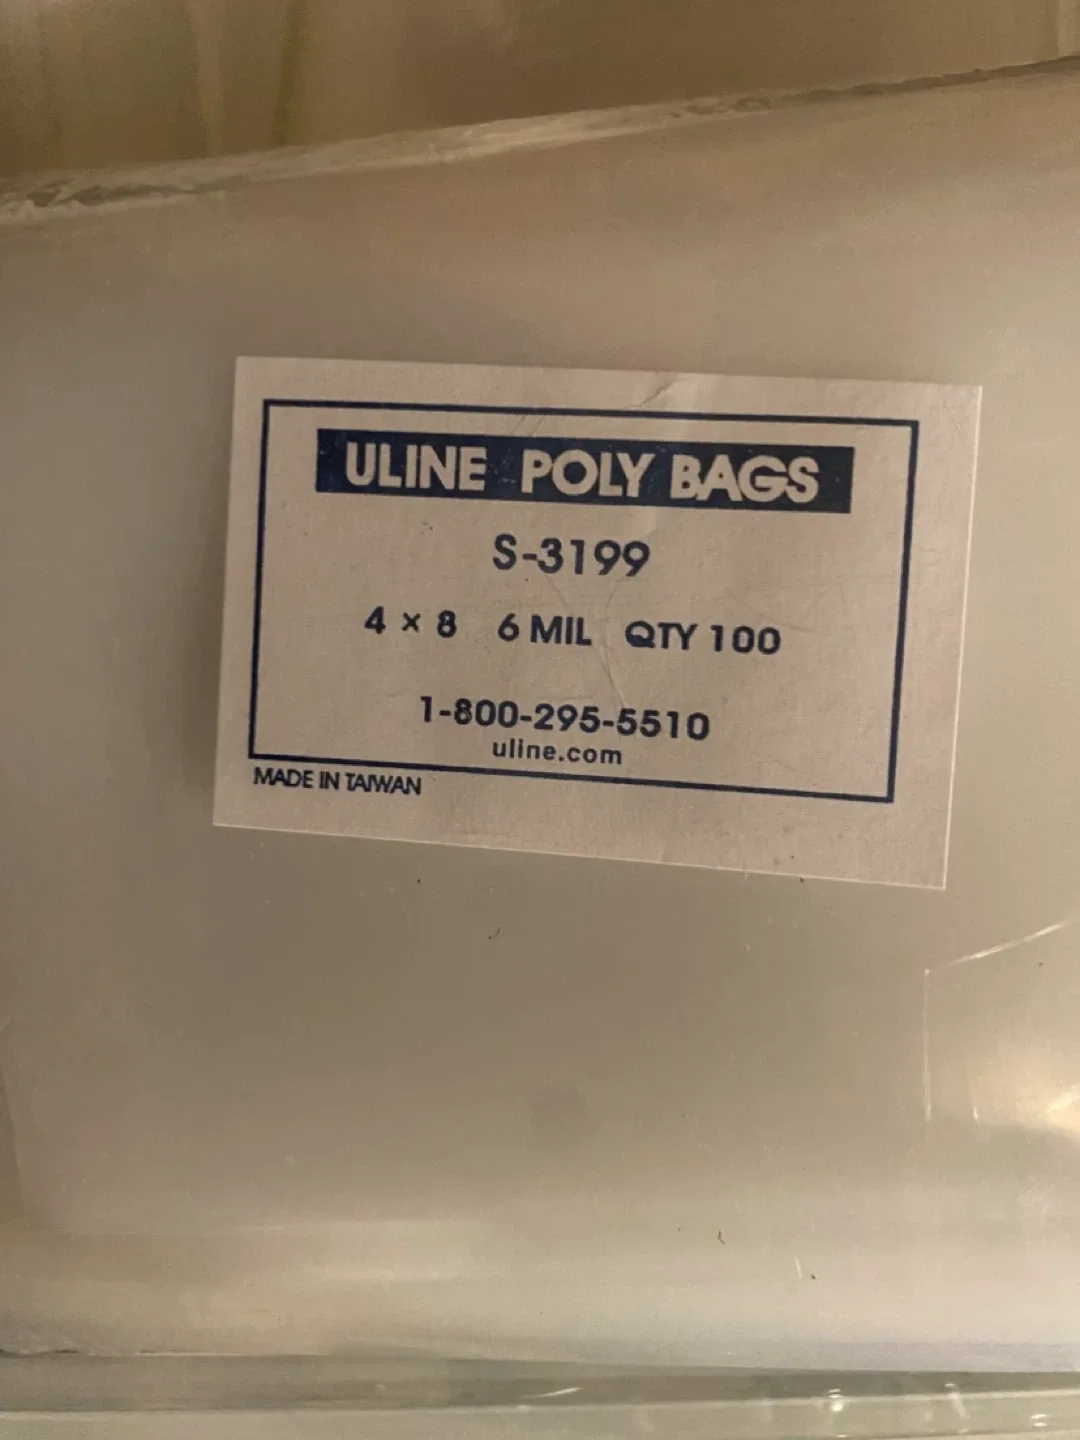 ULINE POLY BAGS
S-3199
4 × 8 6 MIL QTY 100
1-800-295-5510
uline.com
MADE IN TAIWAN